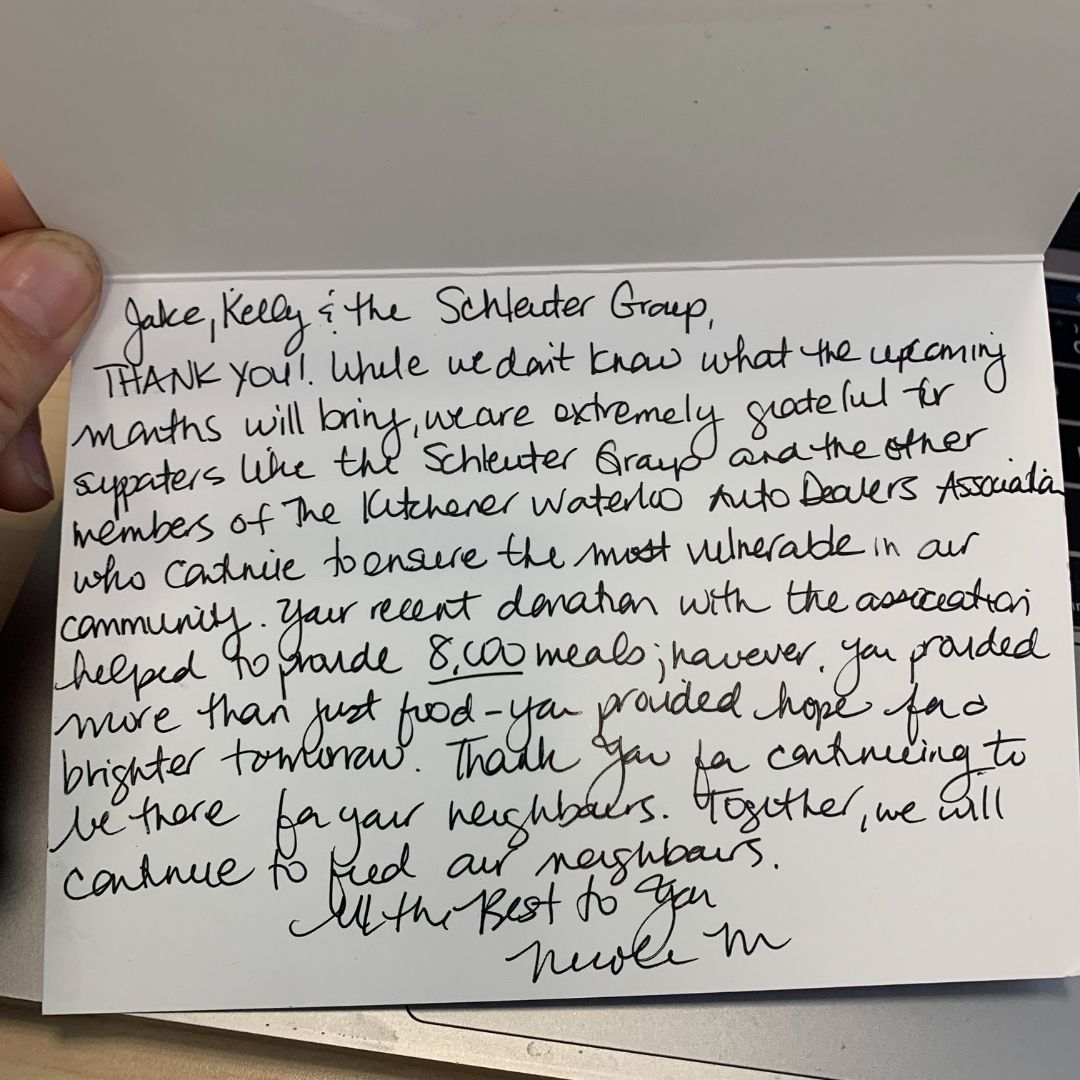 Jake, Kelly & the Schleuter Group,
THANK YOU! While we don't know what the upcoming
months will bring, we are extremely grateful for
supporters like the Schleuter Group and the other
members of The Kitchener Waterloo Auto Dealers Association
who continue to ensure the most vulnerable in our
community. Your recent donation with the association
helped to provide 8,000 meals; however, you provided
more than just food - you provided hope for a
brighter tomorrow. Thank you for continueing to
be there for your neighbours. Together, we will
continue to feed our neighbours.
All the Best to You
Nicole M